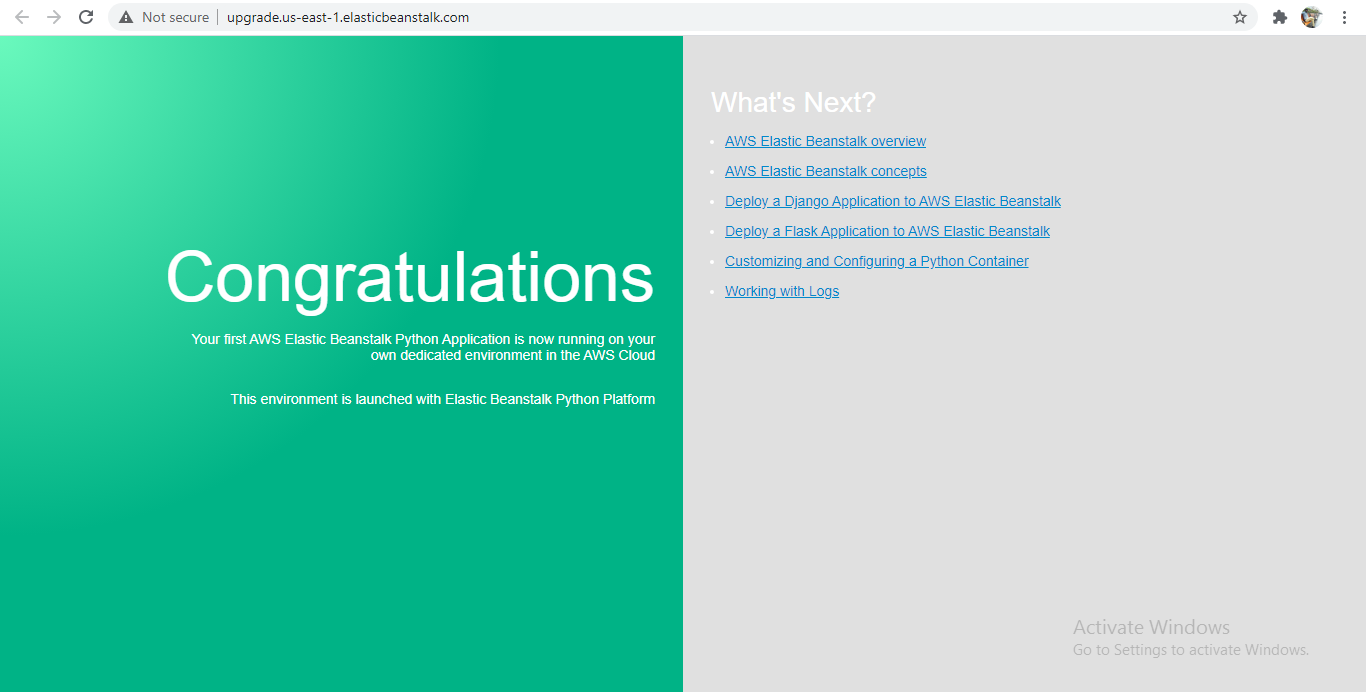 Not secure
upgrade.us-east-1.elasticbeanstalk.com
Congratulations
Your first AWS Elastic Beanstalk Python Application is now running on your
own dedicated environment in the AWS Cloud
This environment is launched with Elastic Beanstalk Python Platform
What's Next?
AWS Elastic Beanstalk overview
AWS Elastic Beanstalk concepts
Deploy a Django Application to AWS Elastic Beanstalk
Deploy a Flask Application to AWS Elastic Beanstalk
Customizing and Configuring a Python Container
Working with Logs
Activate Windows
Go to Settings to activate Windows.